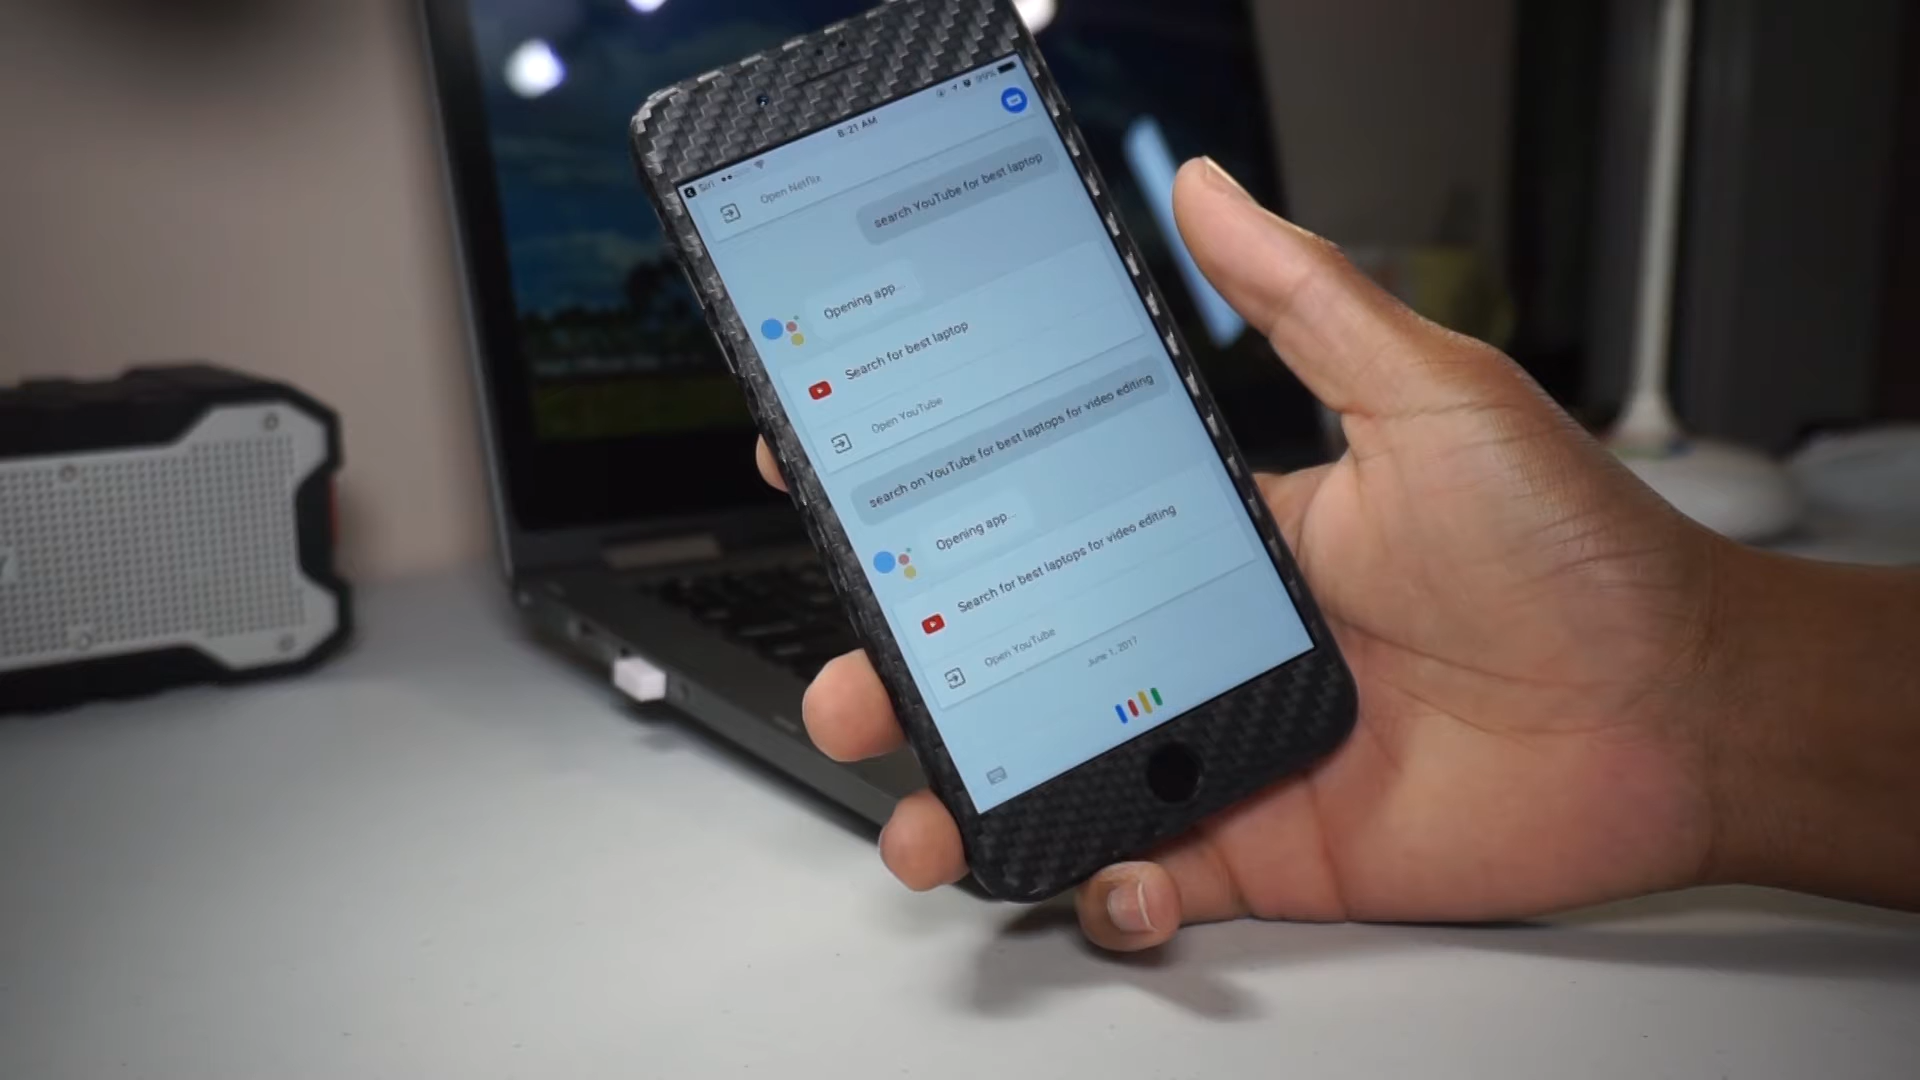 Siri
8:21 AM
99%
Open Netflix
search YouTube for best laptop
Opening app...
Search for best laptop
Open YouTube
search on YouTube for best laptops for video editing
Opening app...
Search for best laptops for video editing
Open YouTube
June 1, 2017